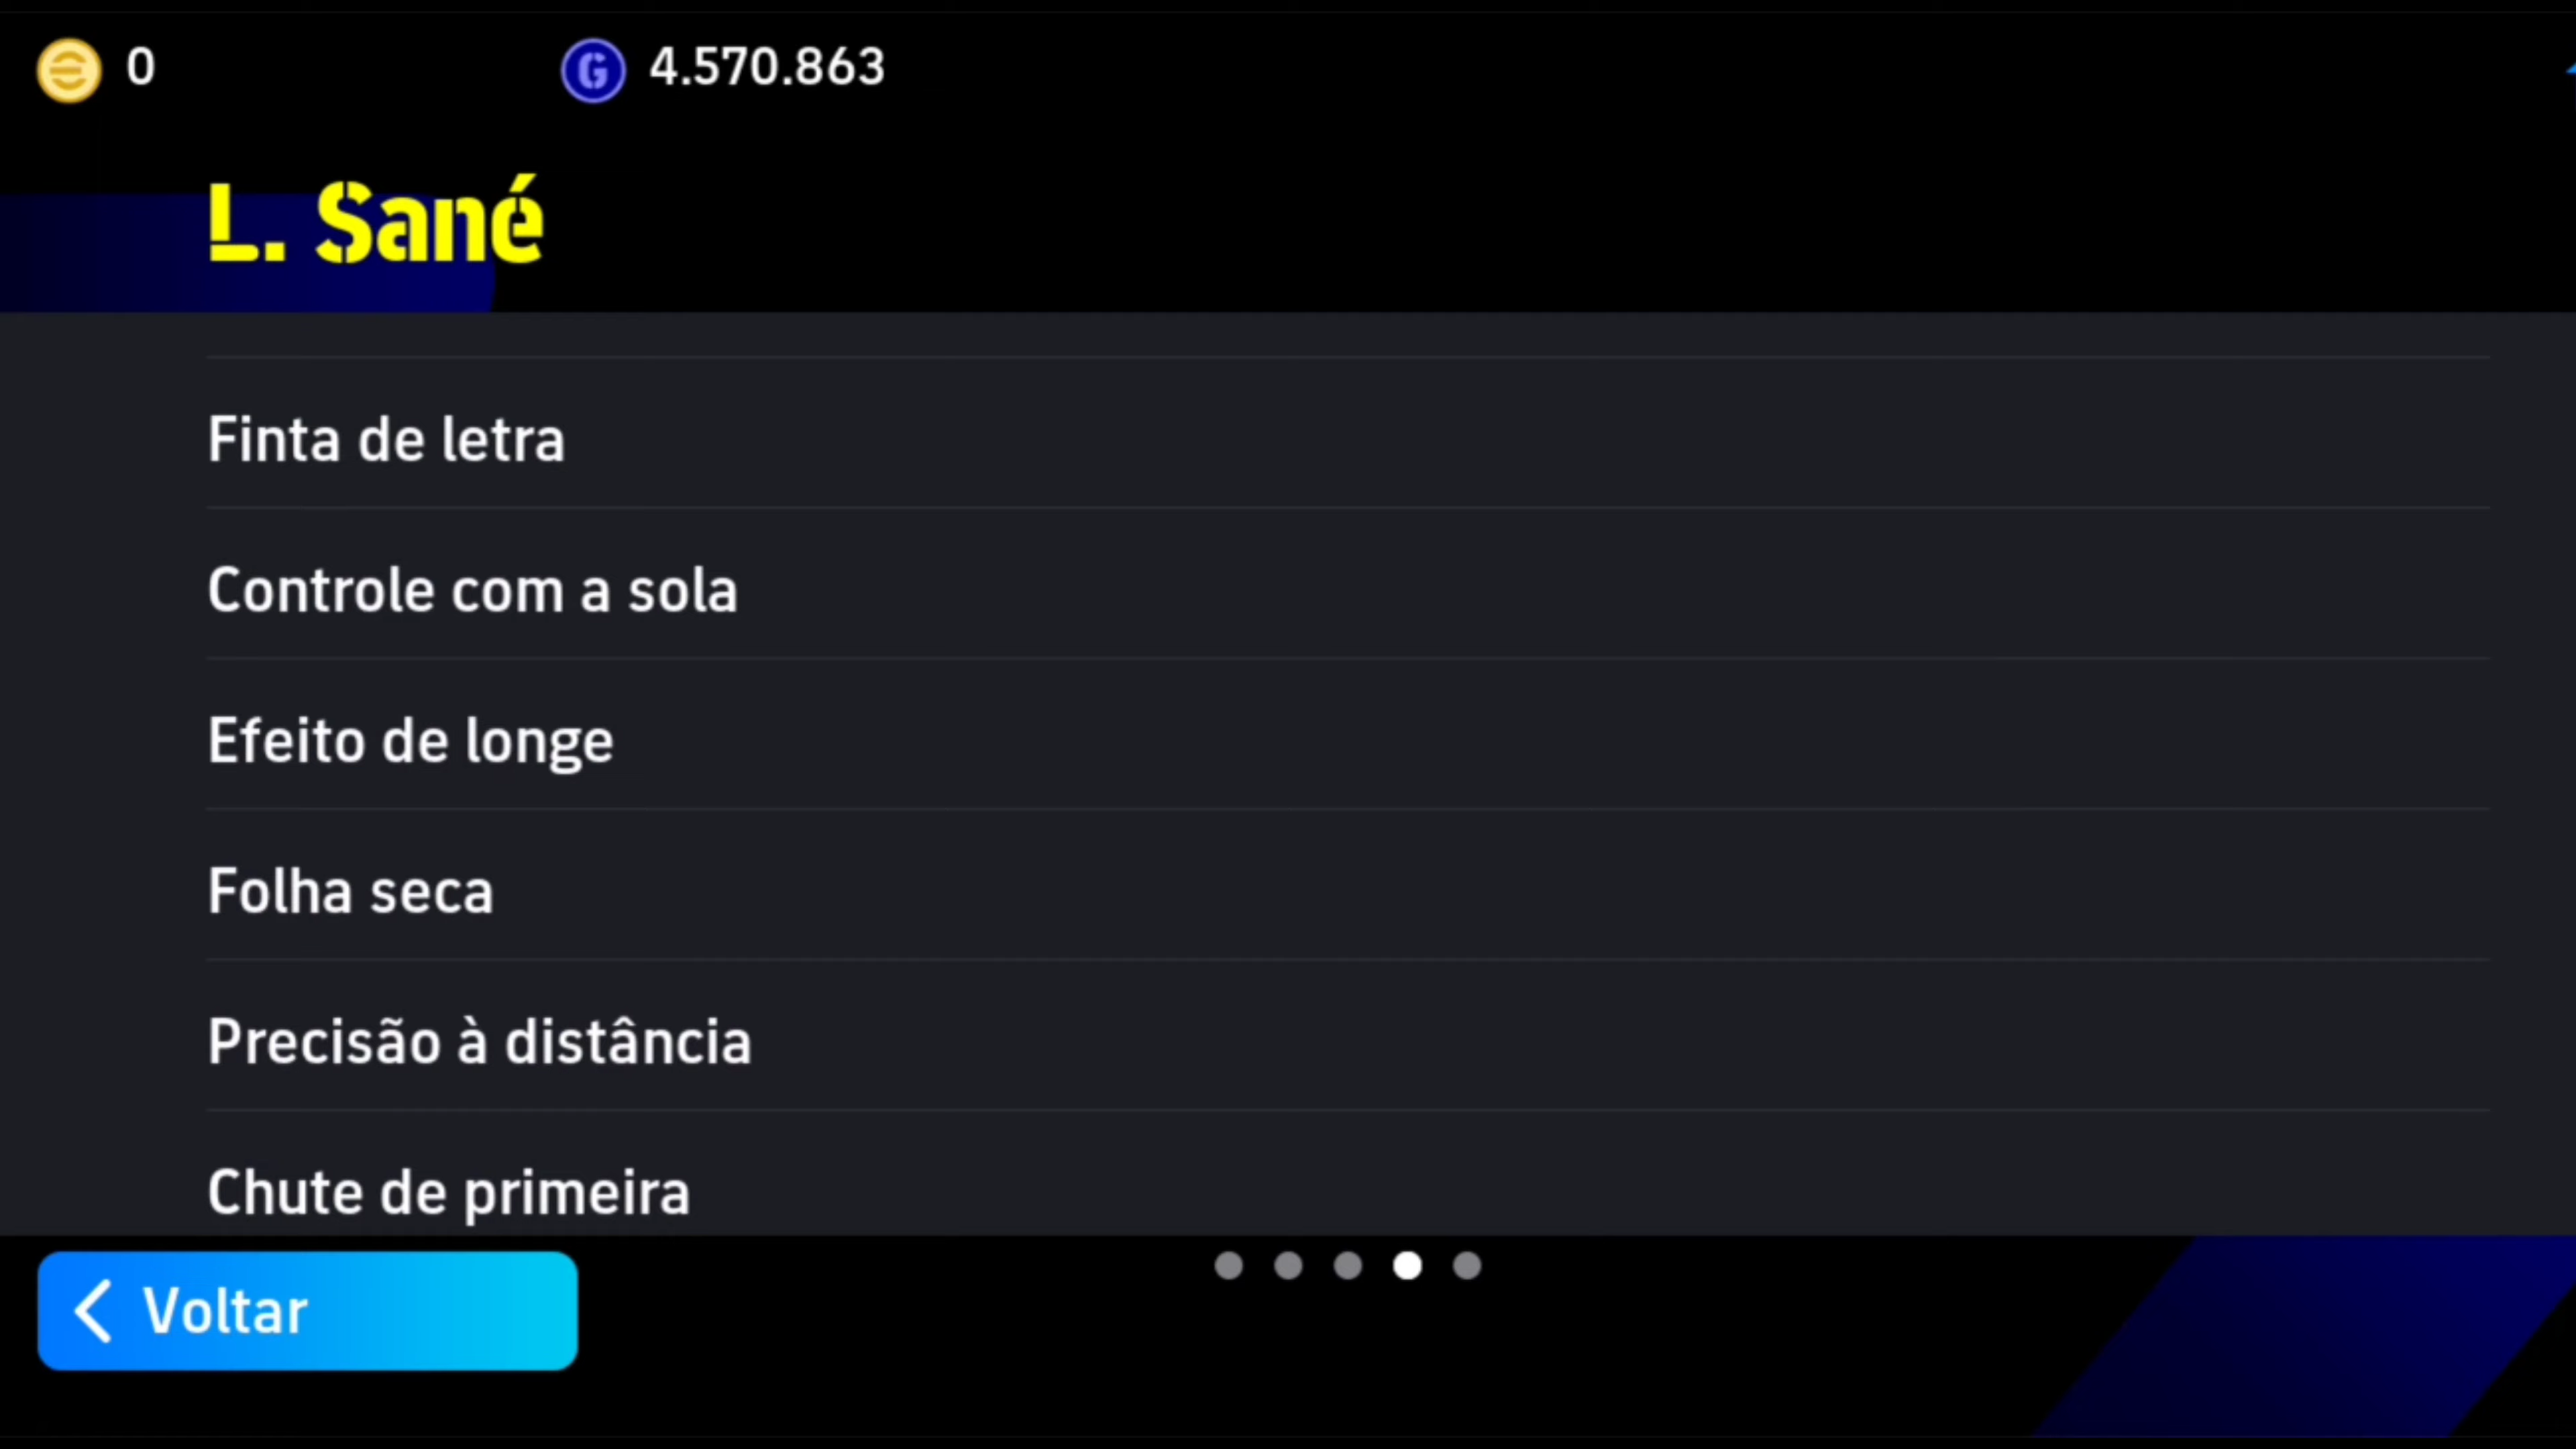 0
4.570.863
L. Sané
Finta de letra
Controle com a sola
Efeito de longe
Folha seca
Precisão à distância
Chute de primeira
Voltar